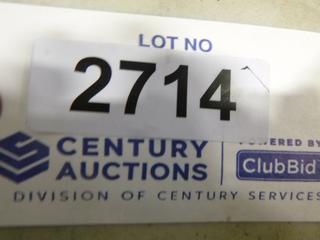 LOT NO
2714
CENTURY
AUCTIONS
POWERED BY
ClubBid
DIVISION OF CENTURY SERVICES